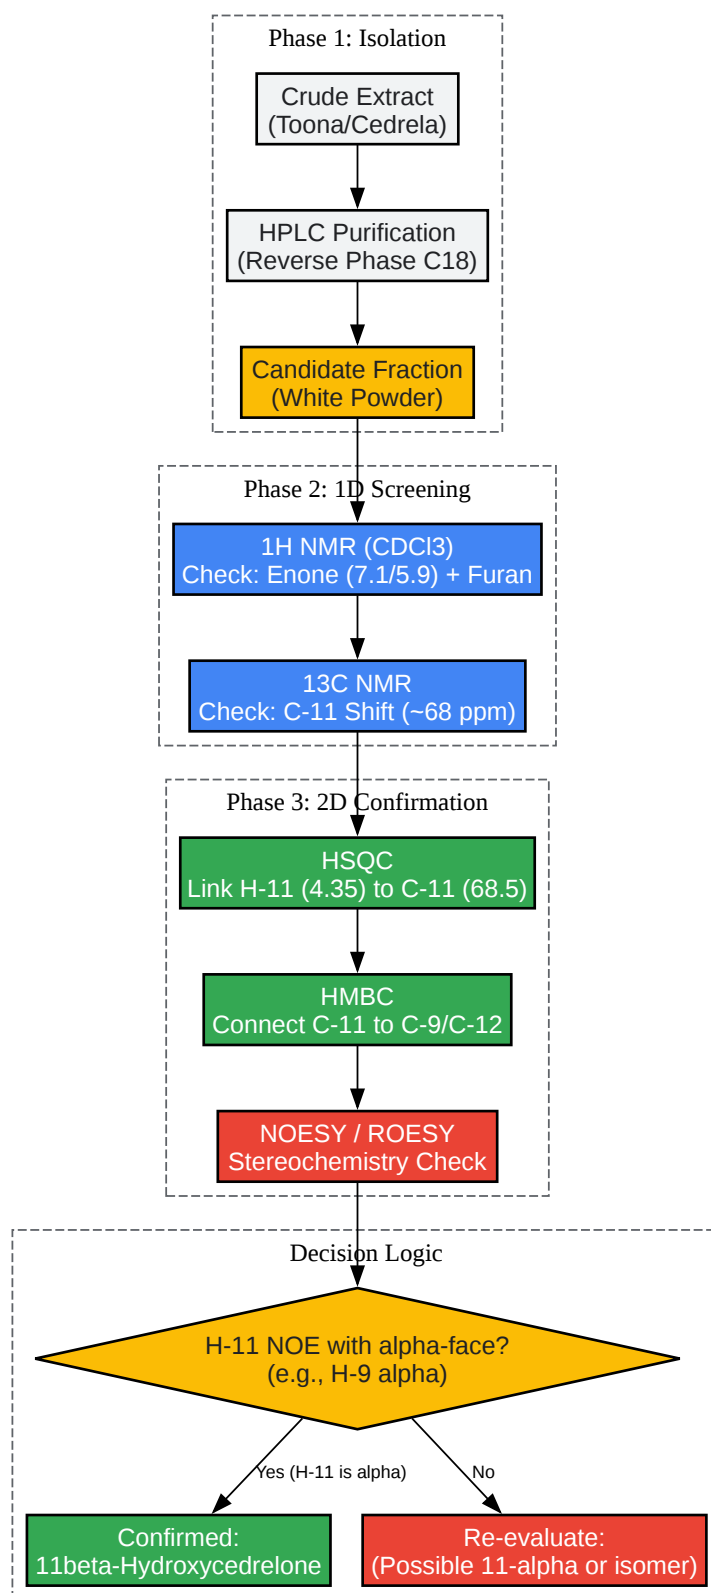 Phase 1: Isolation
Crude Extract
(Toona/Cedrela)
HPLC Purification
(Reverse Phase C18)
Candidate Fraction
(White Powder)
Phase 2: 1D Screening
1H NMR (CDCl3)
Check: Enone (7.1/5.9) + Furan
13C NMR
Check: C-11 Shift (~68 ppm)
Phase 3: 2D Confirmation
HSQC
Link H-11 (4.35) to C-11 (68.5)
HMBC
Connect C-11 to C-9/C-12
NOESY / ROESY
Stereochemistry Check
Decision Logic
H-11 NOE with alpha-face?
(e.g., H-9 alpha)
Yes (H-11 is alpha)
No
Confirmed:
11beta-Hydroxycedrelone
Re-evaluate:
(Possible 11-alpha or isomer)